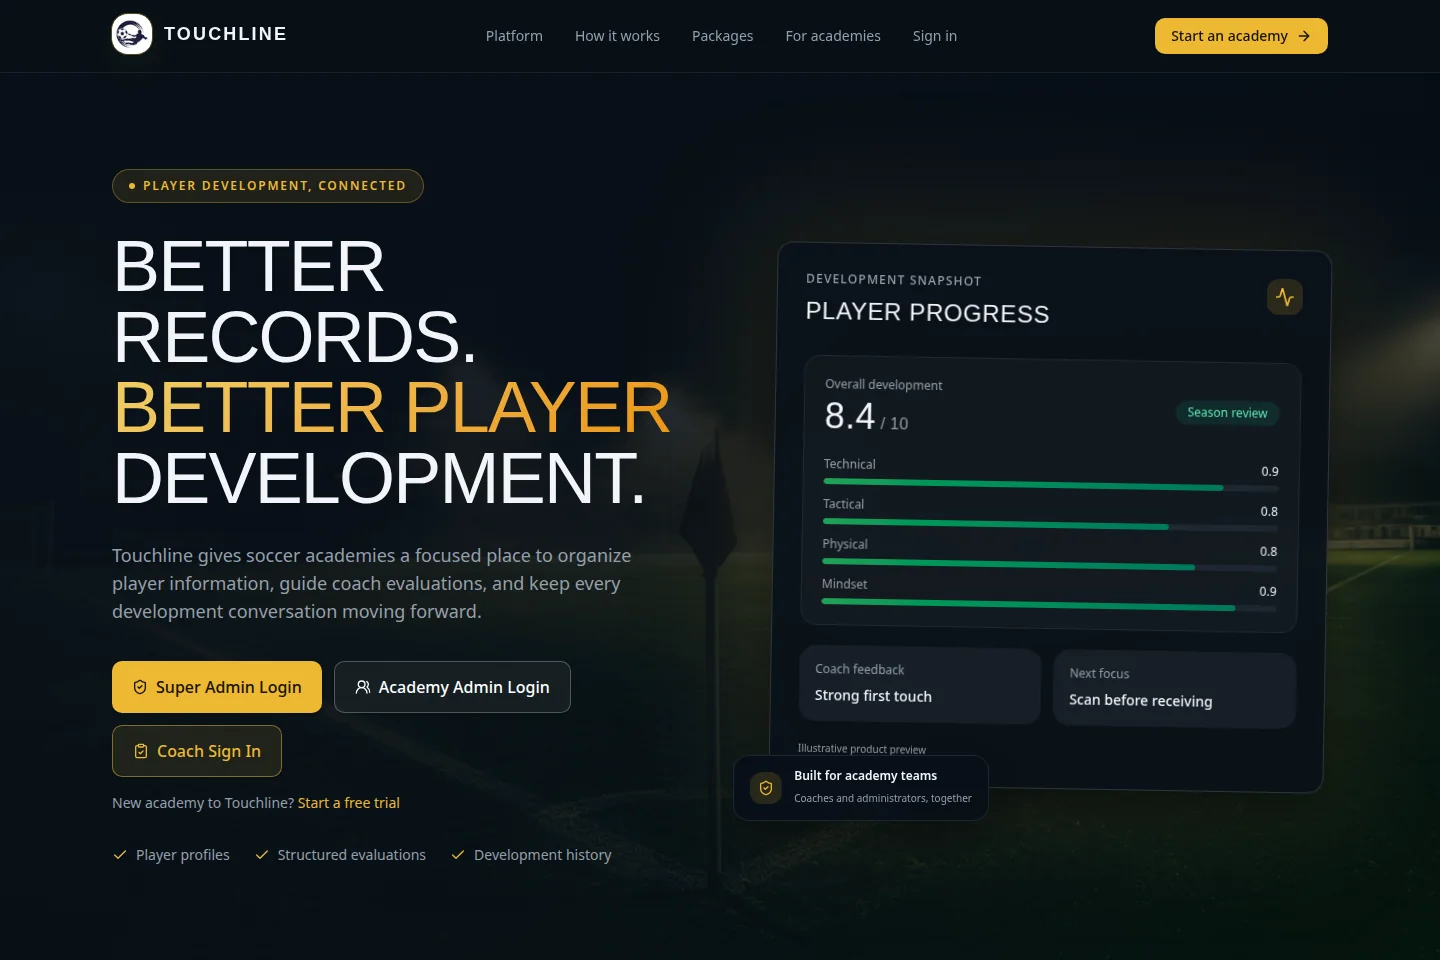 TOUCHLINE
Platform
How it works
Packages
For academies
Sign in
Start an academy
PLAYER DEVELOPMENT, CONNECTED
BETTER
RECORDS.
BETTER PLAYER
DEVELOPMENT.
Touchline gives soccer academies a focused place to organize
player information, guide coach evaluations, and keep every
development conversation moving forward.
Super Admin Login
Academy Admin Login
Coach Sign In
New academy to Touchline? Start a free trial
Player profiles
Structured evaluations
Development history
DEVELOPMENT SNAPSHOT
PLAYER PROGRESS
Overall development
8.4 / 10
Season review
Technical 0.9
Tactical 0.8
Physical 0.8
Mindset 0.9
Coach feedback
Strong first touch
Next focus
Scan before receiving
Illustrative product preview
Built for academy teams
Coaches and administrators, together